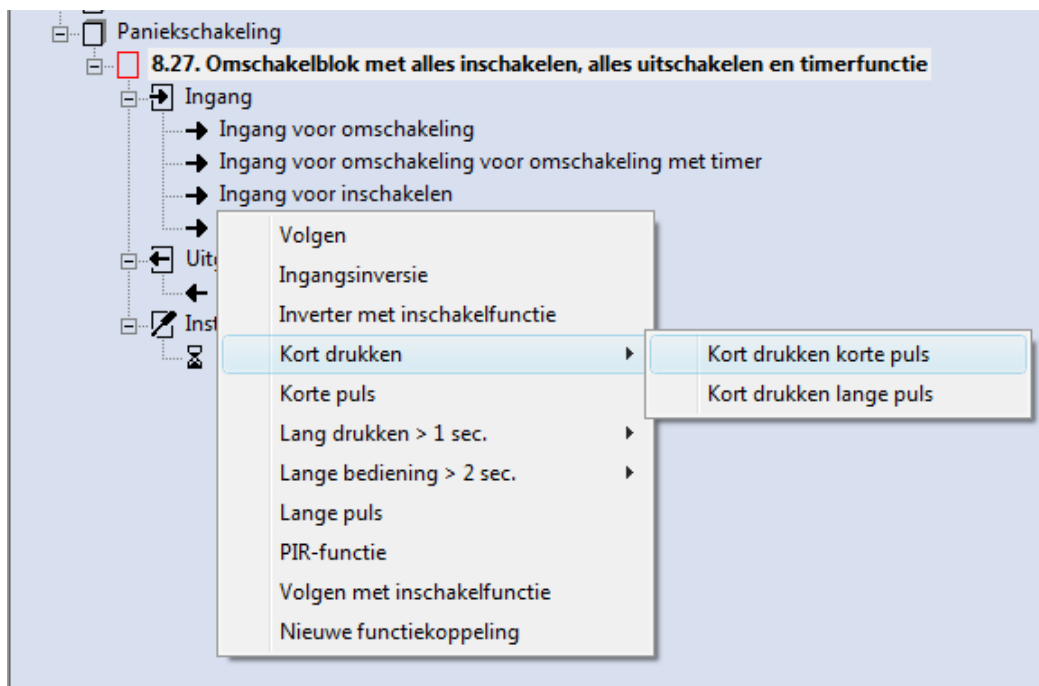 Paniekschakeling
8.27. Omschakelblok met alles inschakelen, alles uitschakelen en timerfunctie
Ingang
Ingang voor omschakeling
Ingang voor omschakeling voor omschakeling met timer
Ingang voor inschakelen
Volgen
Uitg
Ingangsinversie
Inverter met inschakelfunctie
Inst
Kort drukken
Kort drukken korte puls
Korte puls
Kort drukken lange puls
Lang drukken > 1 sec.
Lange bediening > 2 sec.
Lange puls
PIR-functie
Volgen met inschakelfunctie
Nieuwe functiekoppeling